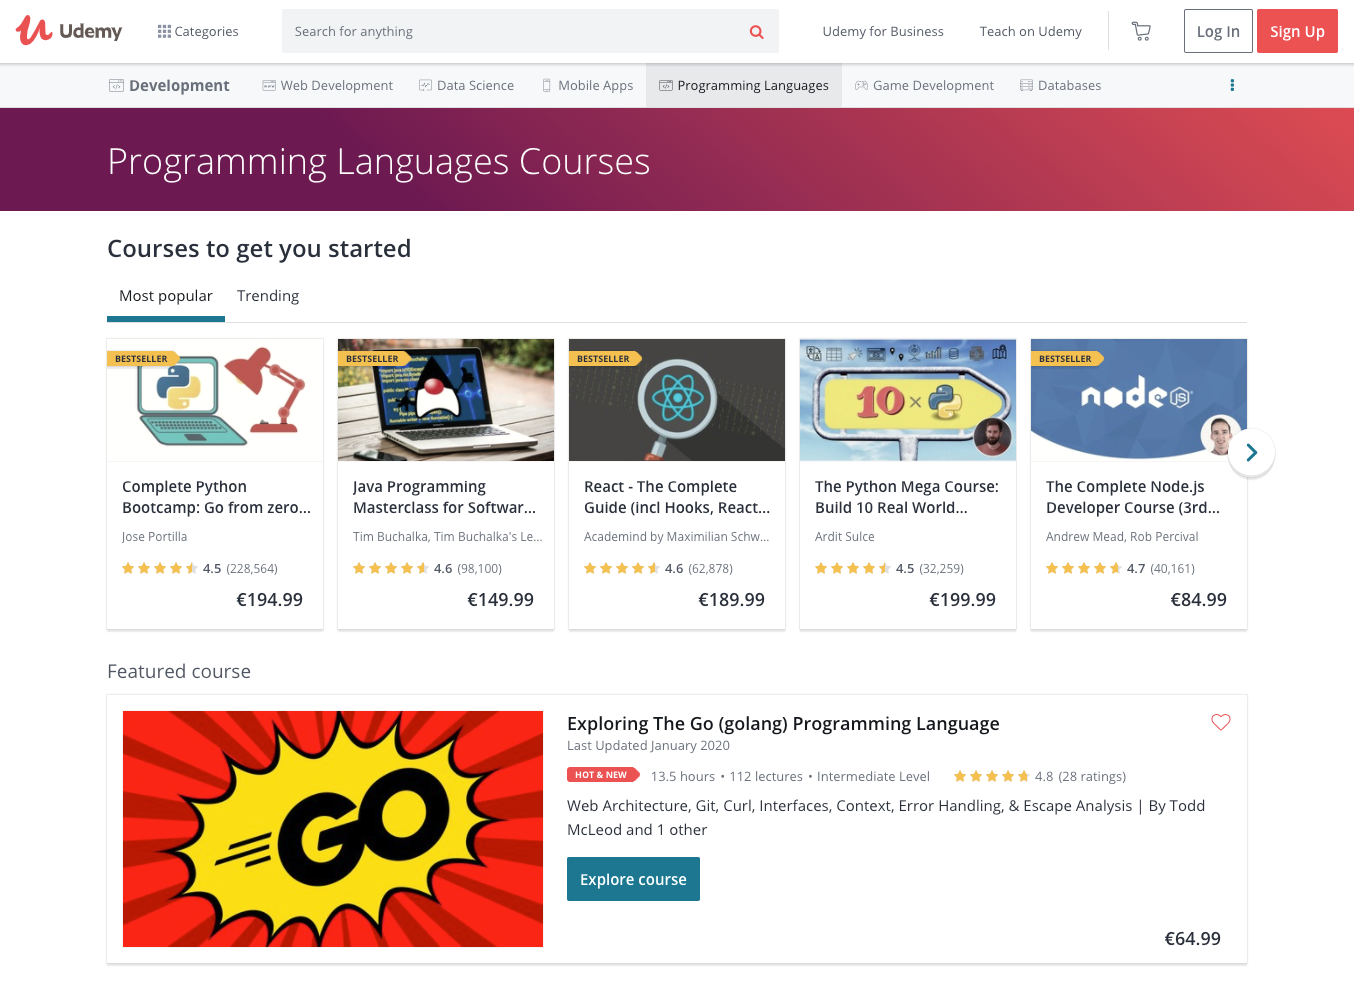 Udemy
Categories
Search for anything
Udemy for Business
Teach on Udemy
Log In
Sign Up
Development
Web Development
Data Science
Mobile Apps
Programming Languages
Game Development
Databases
Programming Languages Courses
Courses to get you started
Most popular
Trending
BESTSELLER
Complete Python
Bootcamp: Go from zero...
Jose Portilla
4.5 (228,564)
€194.99
BESTSELLER
Java Programming
Masterclass for Softwar...
Tim Buchalka, Tim Buchalka's Le...
4.6 (98,100)
€149.99
BESTSELLER
React - The Complete
Guide (incl Hooks, React...
Academind by Maximilian Schw...
4.6 (62,878)
€189.99
10 ×
The Python Mega Course:
Build 10 Real World...
Ardit Sulce
4.5 (32,259)
€199.99
BESTSELLER
node JS
The Complete Node.js
Developer Course (3rd...
Andrew Mead, Rob Percival
4.7 (40,161)
€84.99
Featured course
GO
Exploring The Go (golang) Programming Language
Last Updated January 2020
HOT & NEW
13.5 hours • 112 lectures • Intermediate Level
4.8 (28 ratings)
Web Architecture, Git, Curl, Interfaces, Context, Error Handling, & Escape Analysis | By Todd
McLeod and 1 other
Explore course
€64.99